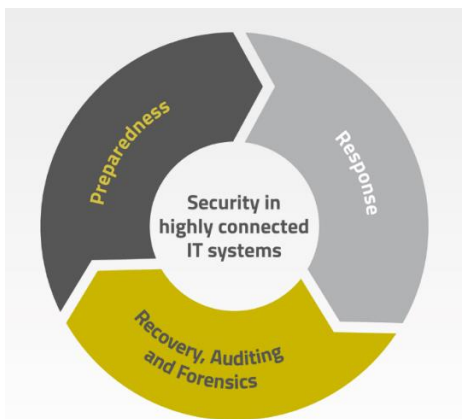 Preparedness
Response
Security in
highly connected
IT systems
Recovery, Auditing
and Forensics